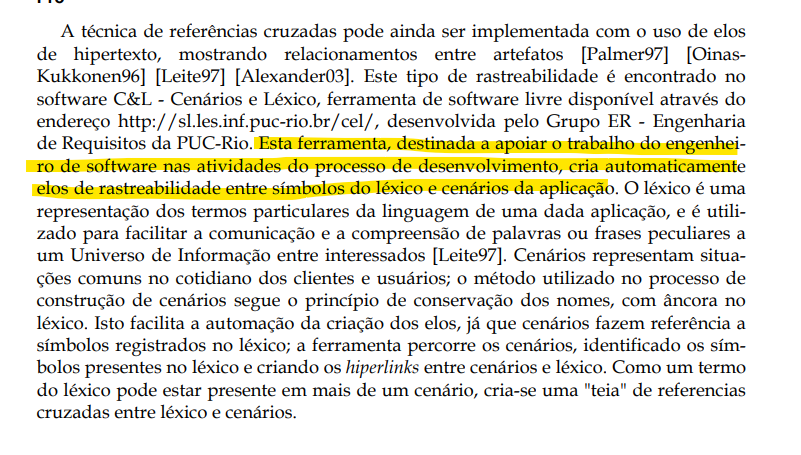 A técnica de referências cruzadas pode ainda ser implementada com o uso de elos
de hipertexto, mostrando relacionamentos entre artefatos [Palmer97] [Oinas-
Kukkonen96] [Leite97] [Alexander03]. Este tipo de rastreabilidade é encontrado no
software C&L - Cenários e Léxico, ferramenta de software livre disponível através do
endereço http://sl.les.inf.puc-rio.br/cel/, desenvolvida pelo Grupo ER - Engenharia
de Requisitos da PUC-Rio. Esta ferramenta, destinada a apoiar o trabalho do engenhei-
ro de software nas atividades do processo de desenvolvimento, cria automaticamente
elos de rastreabilidade entre símbolos do léxico e cenários da aplicação. O léxico é uma
representação dos termos particulares da linguagem de uma dada aplicação, e é utili-
zado para facilitar a comunicação e a compreensão de palavras ou frases peculiares a
um Universo de Informação entre interessados [Leite97]. Cenários representam situa-
ções comuns no cotidiano dos clientes e usuários; o método utilizado no processo de
construção de cenários segue o princípio de conservação dos nomes, com âncora no
léxico. Isto facilita a automação da criação dos elos, já que cenários fazem referência a
símbolos registrados no léxico; a ferramenta percorre os cenários, identificado os sím-
bolos presentes no léxico e criando os hiperlinks entre cenários e léxico. Como um termo
do léxico pode estar presente em mais de um cenário, cria-se uma "teia" de referencias
cruzadas entre léxico e cenários.